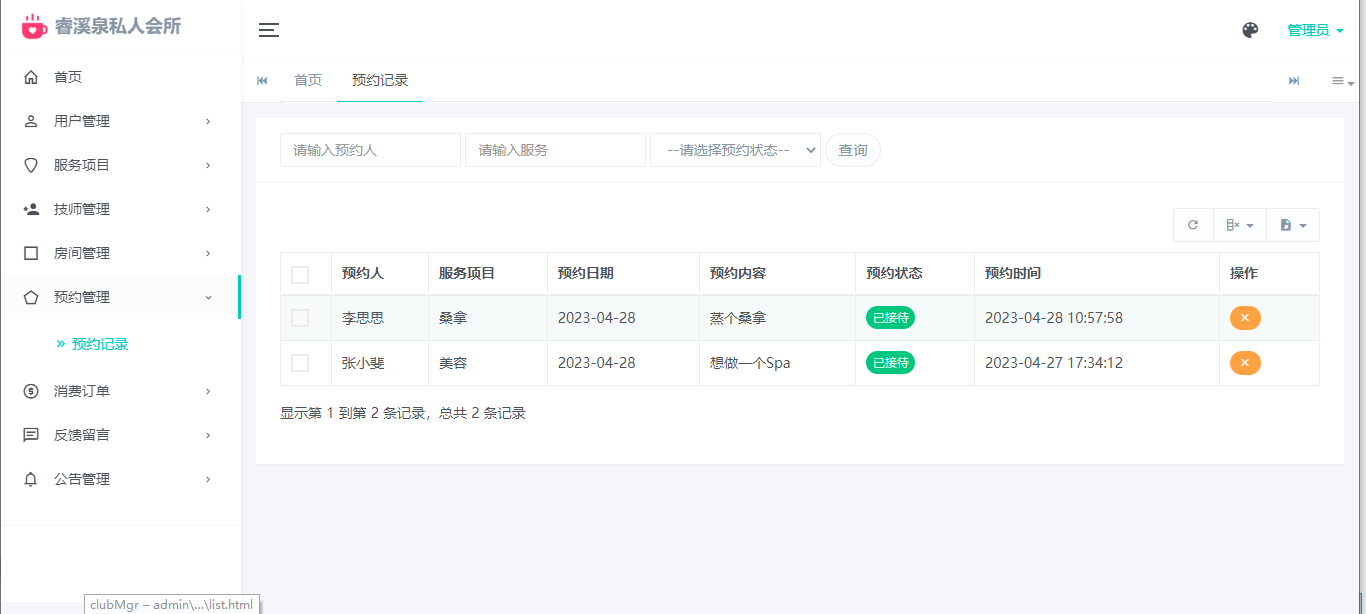 睿溪泉私人会所
管理员
首页
用户管理
服务项目
技师管理
房间管理
预约管理
预约记录
消费订单
反馈留言
公告管理
首页 预约记录
请输入预约人 请输入服务 --请选择预约状态-- 查询
预约人 服务项目 预约日期 预约内容 预约状态 预约时间 操作
李思思 桑拿 2023-04-28 蒸个桑拿 已接待 2023-04-28 10:57:58
张小斐 美容 2023-04-28 想做一个Spa 已接待 2023-04-27 17:34:12
显示第 1 到第 2 条记录，总共 2 条记录
clubMgr – admin\...\list.html